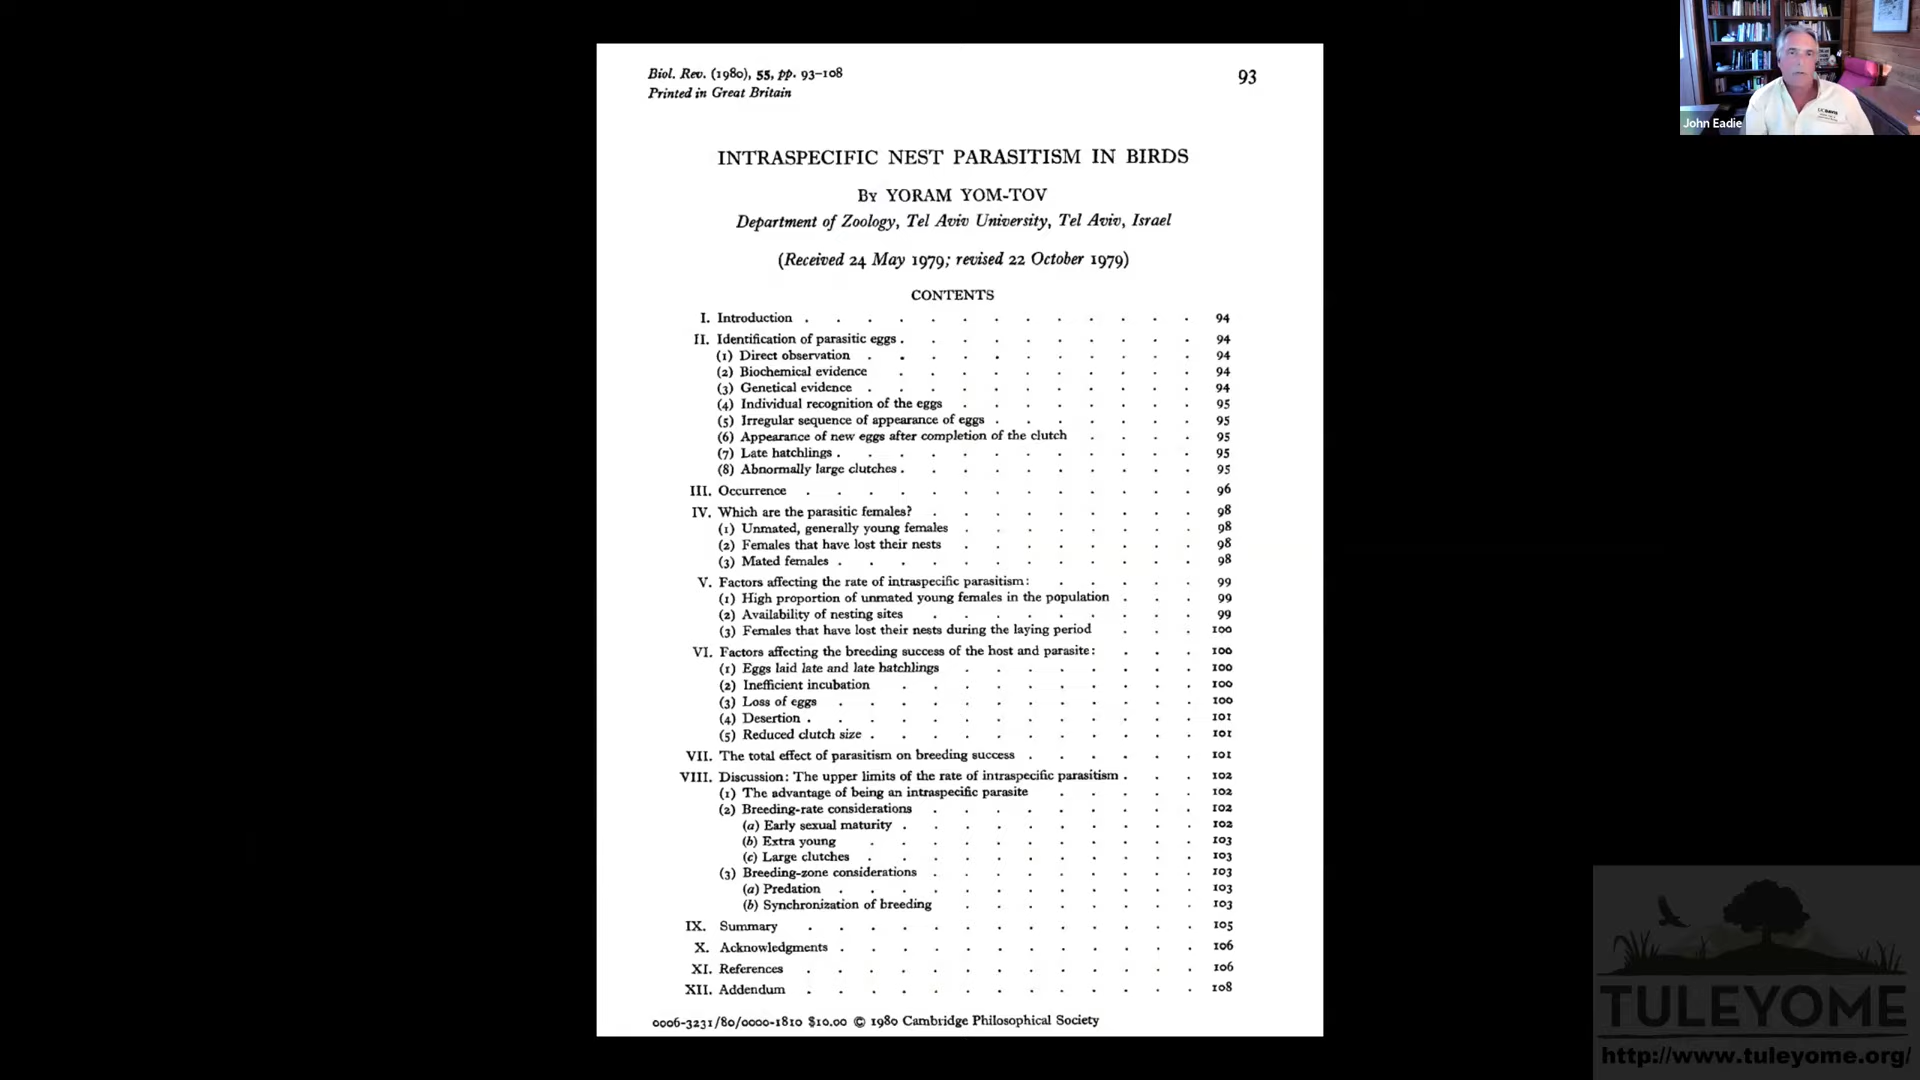 Biol. Rev. (1980), 55, pp. 93–108
93
Printed in Great Britain
INTRASPECIFIC NEST PARASITISM IN BIRDS
By YORAM YOM-TOV
Department of Zoology, Tel Aviv University, Tel Aviv, Israel
(Received 24 May 1979; revised 22 October 1979)
CONTENTS
I. Introduction . . . . . . . . . . . . . 94
II. Identification of parasitic eggs . . . . . . . . . . 94
(1) Direct observation . . . . . . . . . . . 94
(2) Biochemical evidence . . . . . . . . . . 94
(3) Genetical evidence . . . . . . . . . . . 94
(4) Individual recognition of the eggs . . . . . . . . 95
(5) Irregular sequence of appearance of eggs . . . . . . . 95
(6) Appearance of new eggs after completion of the clutch . . . . 95
(7) Late hatchlings . . . . . . . . . . . . 95
(8) Abnormally large clutches . . . . . . . . . . 95
III. Occurrence . . . . . . . . . . . . . 96
IV. Which are the parasitic females? . . . . . . . . . 98
(1) Unmated, generally young females . . . . . . . . 98
(2) Females that have lost their nests . . . . . . . . 98
(3) Mated females . . . . . . . . . . . . 98
V. Factors affecting the rate of intraspecific parasitism: . . . . . 99
(1) High proportion of unmated young females in the population . . . 99
(2) Availability of nesting sites . . . . . . . . . 99
(3) Females that have lost their nests during the laying period . . . 100
VI. Factors affecting the breeding success of the host and parasite: . . . 100
(1) Eggs laid late and late hatchlings . . . . . . . . 100
(2) Inefficient incubation . . . . . . . . . . 100
(3) Loss of eggs . . . . . . . . . . . . 100
(4) Desertion . . . . . . . . . . . . . 101
(5) Reduced clutch size . . . . . . . . . . . 101
VII. The total effect of parasitism on breeding success . . . . . . 101
VIII. Discussion: The upper limits of the rate of intraspecific parasitism . . . 102
(1) The advantage of being an intraspecific parasite . . . . . 102
(2) Breeding-rate considerations . . . . . . . . . 102
(a) Early sexual maturity . . . . . . . . . . 102
(b) Extra young . . . . . . . . . . . 103
(c) Large clutches . . . . . . . . . . . 103
(3) Breeding-zone considerations . . . . . . . . . 103
(a) Predation . . . . . . . . . . . . 103
(b) Synchronization of breeding . . . . . . . . 103
IX. Summary . . . . . . . . . . . . . 105
X. Acknowledgments . . . . . . . . . . . . 106
XI. References . . . . . . . . . . . . . 106
XII. Addendum . . . . . . . . . . . . . 108
0006-3231/80/0000-1810 $10.00 © 1980 Cambridge Philosophical Society
UC DAVIS
John Eadie
TULEYOME
http://www.tuleyome.org/